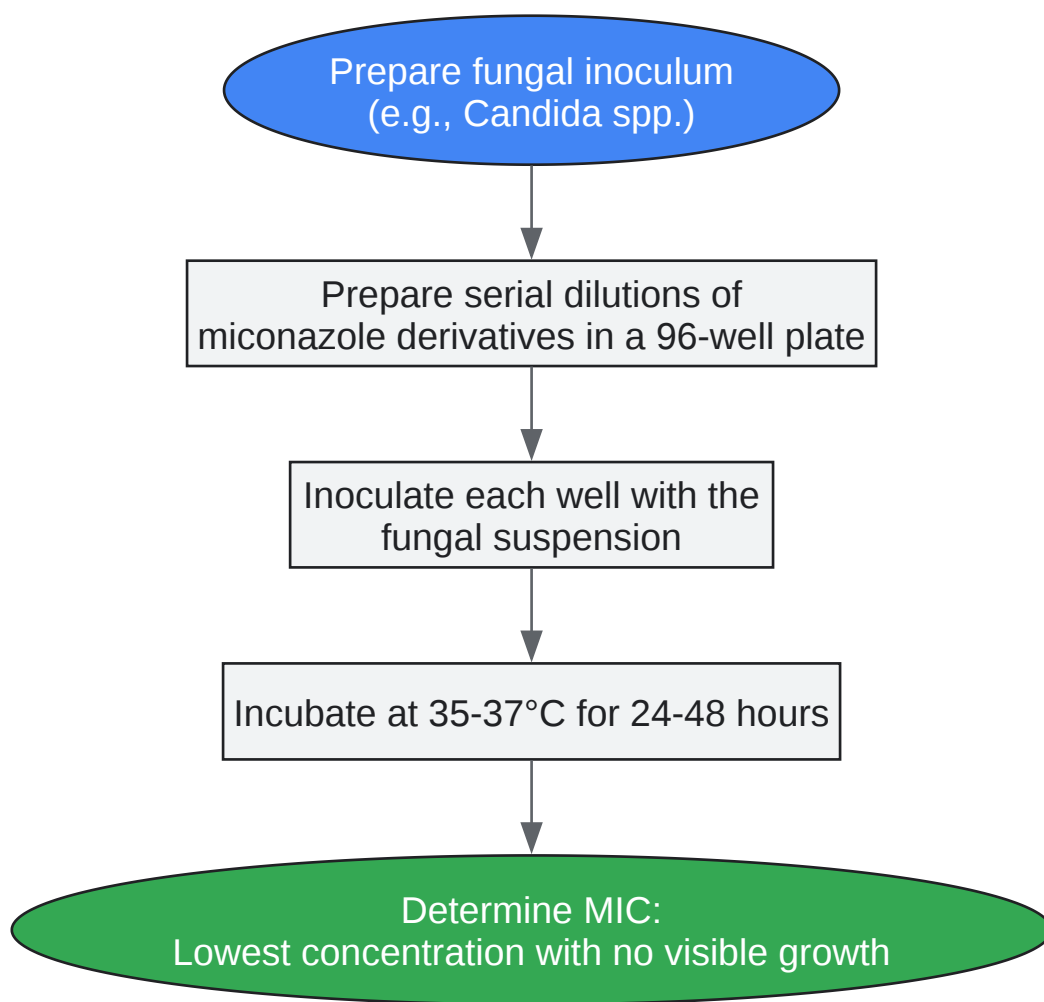 Prepare fungal inoculum
(e.g., Candida spp.)
Prepare serial dilutions of
miconazole derivatives in a 96-well plate
Inoculate each well with the
fungal suspension
Incubate at 35-37°C for 24-48 hours
Determine MIC:
Lowest concentration with no visible growth